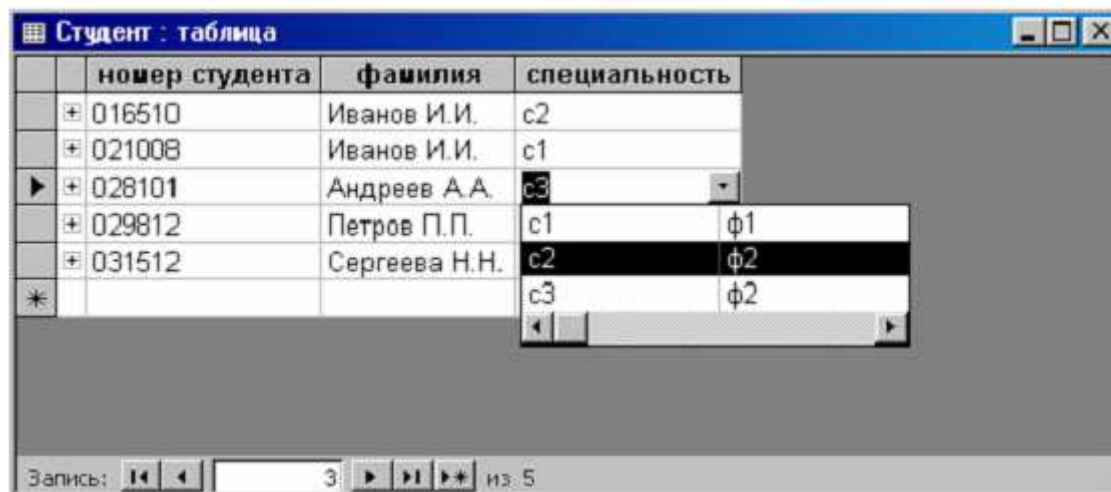 Студент : таблица
номер студента фамилия специальность
+ 016510 Иванов И.И. с2
+ 021008 Иванов И.И. с1
+ 028101 Андреев А.А. с3
+ 029812 Петров П.П. с1 ф1
+ 031512 Сергеева Н.Н. с2 ф2
с3 ф2
Запись: 3 из 5